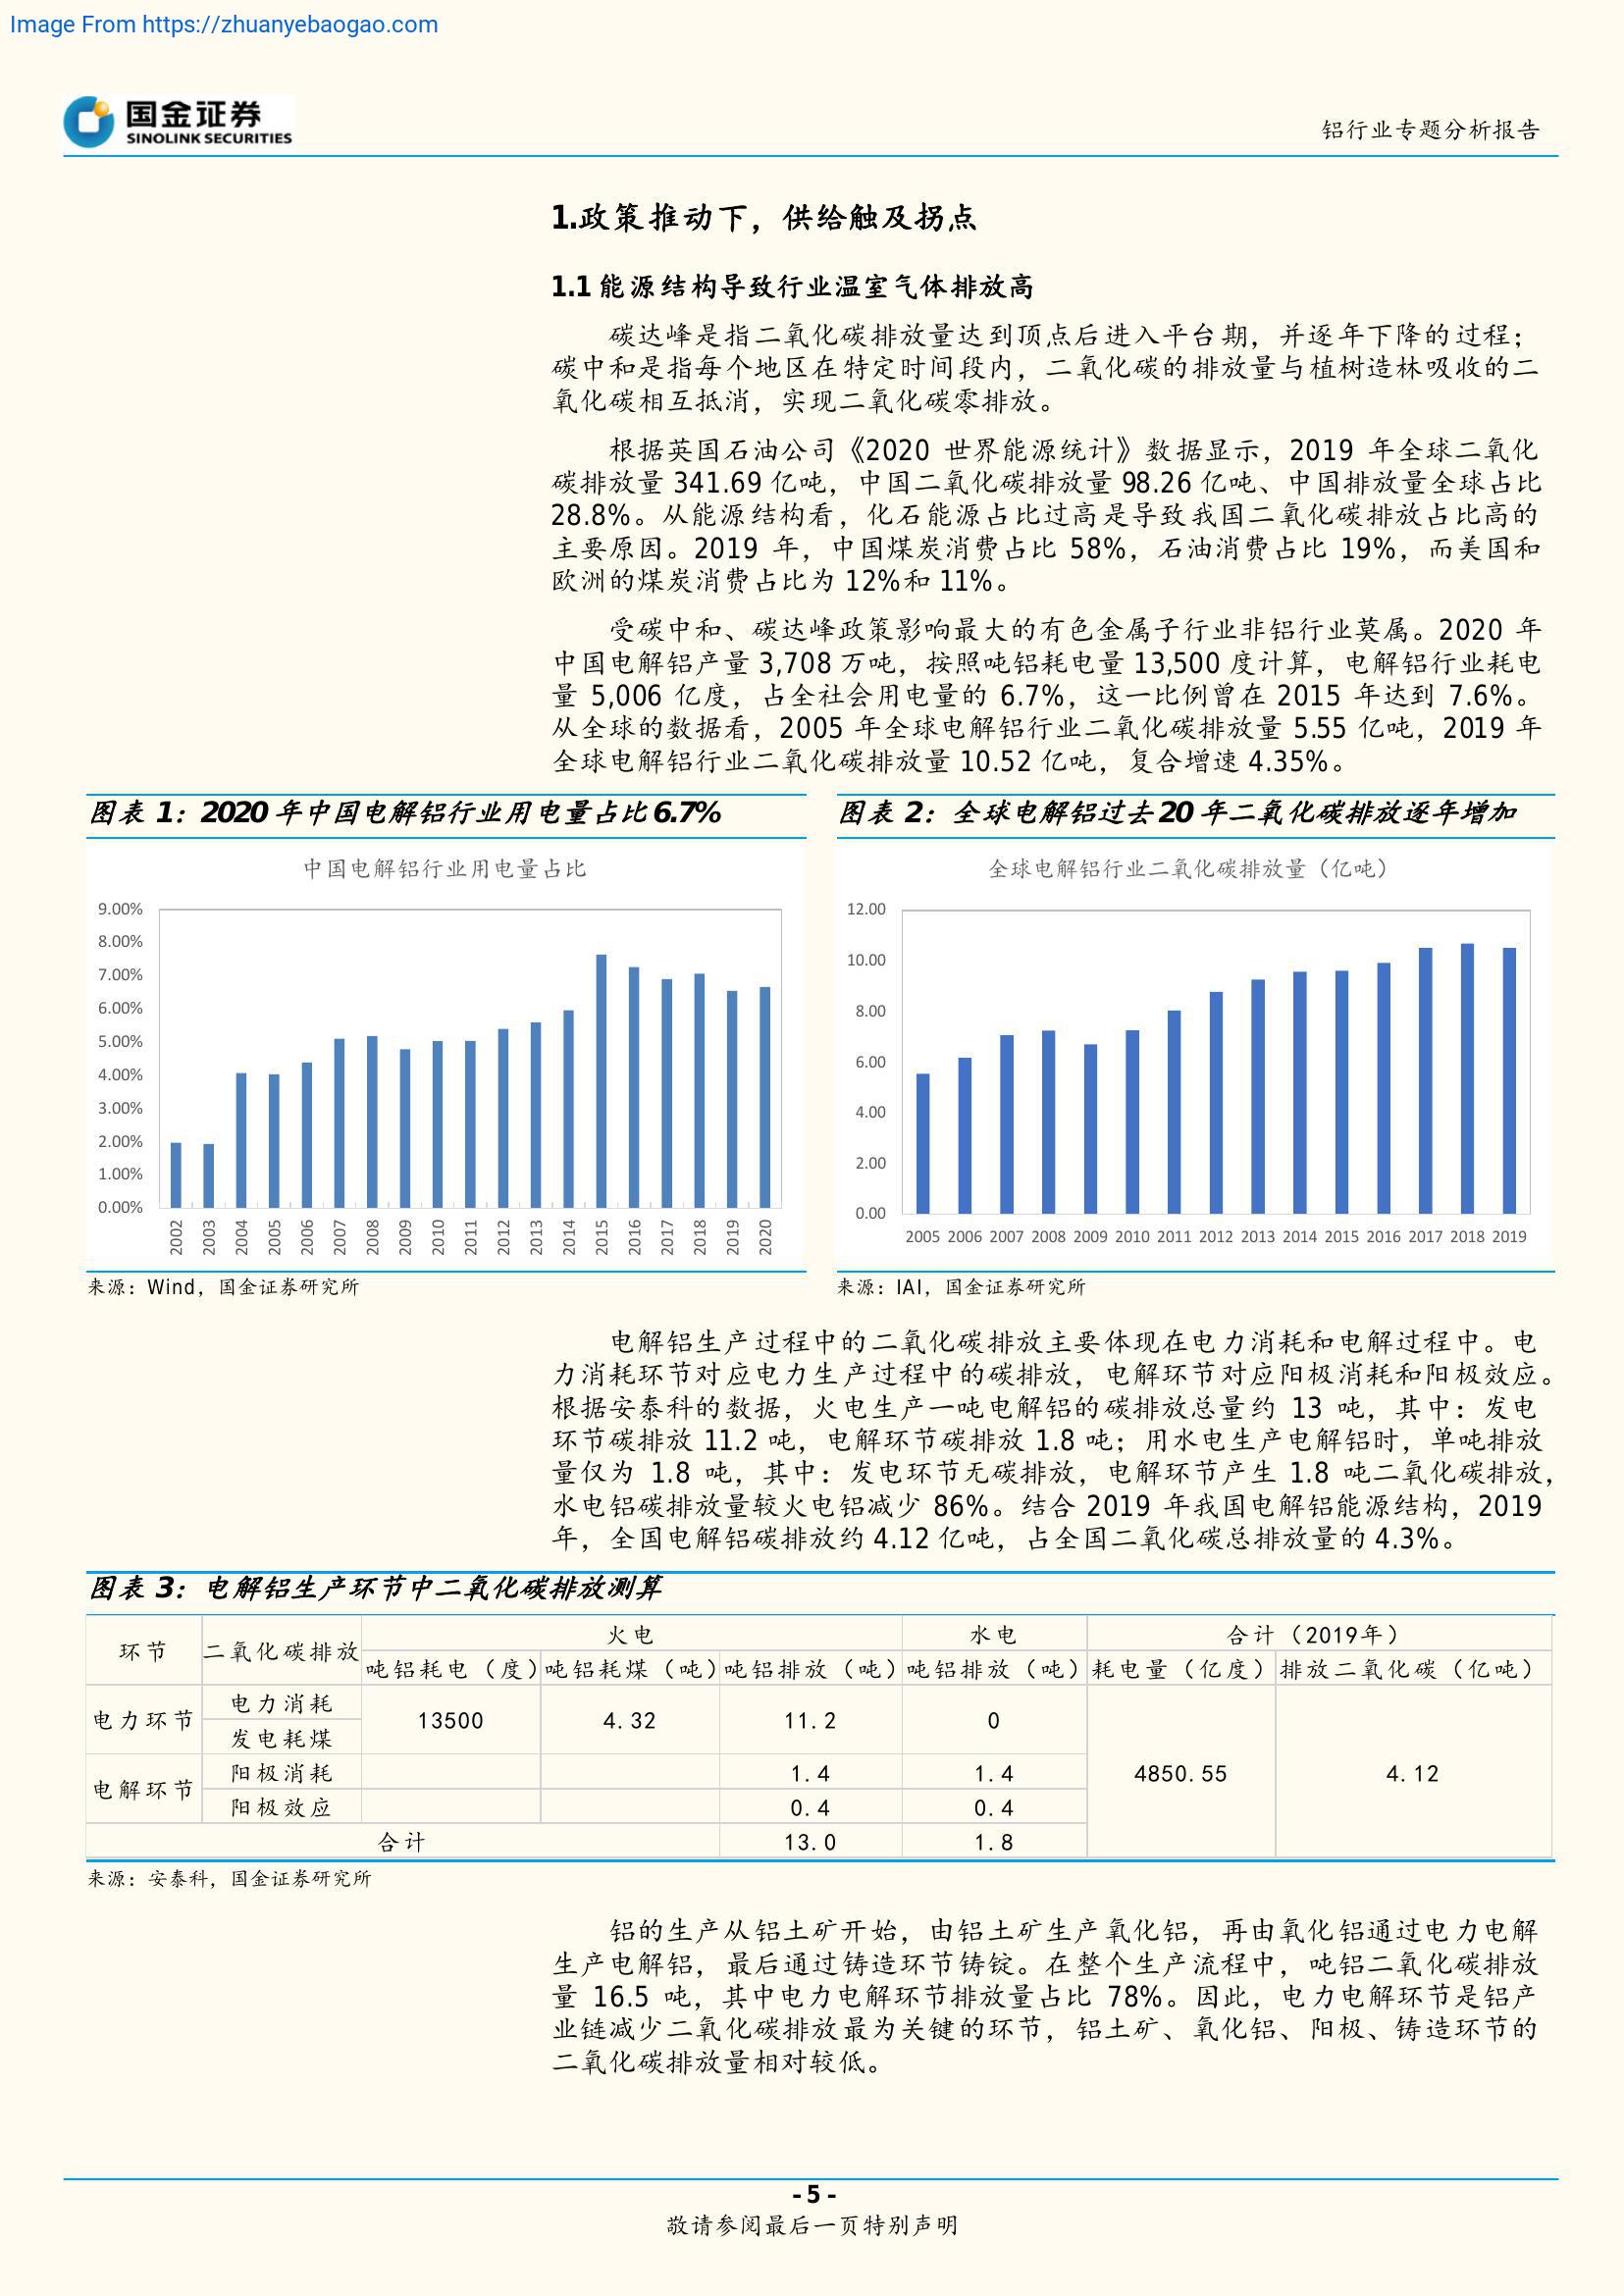 Image From https://zhuanyebaogao.com
国金证券
SINOLINK SECURITIES
铝行业专题分析报告
1.政策推动下，供给触及拐点
1.1 能源结构导致行业温室气体排放高
碳达峰是指二氧化碳排放量达到顶点后进入平台期，并逐年下降的过程；
碳中和是指每个地区在特定时间段内，二氧化碳的排放量与植树造林吸收的二
氧化碳相互抵消，实现二氧化碳零排放。
根据英国石油公司《2020 世界能源统计》数据显示，2019 年全球二氧化
碳排放量 341.69 亿吨，中国二氧化碳排放量 98.26 亿吨、中国排放量全球占比
28.8%。从能源结构看，化石能源占比过高是导致我国二氧化碳排放占比高的
主要原因。2019 年，中国煤炭消费占比 58%，石油消费占比 19%，而美国和
欧洲的煤炭消费占比为 12%和 11%。
受碳中和、碳达峰政策影响最大的有色金属子行业非铝行业莫属。2020 年
中国电解铝产量 3,708 万吨，按照吨铝耗电量 13,500 度计算，电解铝行业耗电
量 5,006 亿度，占全社会用电量的 6.7%，这一比例曾在 2015 年达到 7.6%。
从全球的数据看，2005 年全球电解铝行业二氧化碳排放量 5.55 亿吨，2019 年
全球电解铝行业二氧化碳排放量 10.52 亿吨，复合增速 4.35%。
图表 1：2020 年中国电解铝行业用电量占比 6.7%
中国电解铝行业用电量占比
9.00%
8.00%
7.00%
6.00%
5.00%
4.00%
3.00%
2.00%
1.00%
0.00%
2002 2003 2004 2005 2006 2007 2008 2009 2010 2011 2012 2013 2014 2015 2016 2017 2018 2019 2020
来源：Wind，国金证券研究所
图表 2：全球电解铝过去 20 年二氧化碳排放逐年增加
全球电解铝行业二氧化碳排放量（亿吨）
12.00
10.00
8.00
6.00
4.00
2.00
0.00
2005 2006 2007 2008 2009 2010 2011 2012 2013 2014 2015 2016 2017 2018 2019
来源：IAI，国金证券研究所
电解铝生产过程中的二氧化碳排放主要体现在电力消耗和电解过程中。电
力消耗环节对应电力生产过程中的碳排放，电解环节对应阳极消耗和阳极效应。
根据安泰科的数据，火电生产一吨电解铝的碳排放总量约 13 吨，其中：发电
环节碳排放 11.2 吨，电解环节碳排放 1.8 吨；用水电生产电解铝时，单吨排放
量仅为 1.8 吨，其中：发电环节无碳排放，电解环节产生 1.8 吨二氧化碳排放，
水电铝碳排放量较火电铝减少 86%。结合 2019 年我国电解铝能源结构，2019
年，全国电解铝碳排放约 4.12 亿吨，占全国二氧化碳总排放量的 4.3%。
图表 3：电解铝生产环节中二氧化碳排放测算
环节 二氧化碳排放 火电 水电 合计（2019年）
吨铝耗电（度） 吨铝耗煤（吨） 吨铝排放（吨） 吨铝排放（吨） 耗电量（亿度） 排放二氧化碳（亿吨）
电力环节 电力消耗 13500 4.32 11.2 0
发电耗煤
电解环节 阳极消耗 1.4 1.4 4850.55 4.12
阳极效应 0.4 0.4
合计 13.0 1.8
来源：安泰科，国金证券研究所
铝的生产从铝土矿开始，由铝土矿生产氧化铝，再由氧化铝通过电力电解
生产电解铝，最后通过铸造环节铸锭。在整个生产流程中，吨铝二氧化碳排放
量 16.5 吨，其中电力电解环节排放量占比 78%。因此，电力电解环节是铝产
业链减少二氧化碳排放最为关键的环节，铝土矿、氧化铝、阳极、铸造环节的
二氧化碳排放量相对较低。
- 5 -
敬请参阅最后一页特别声明